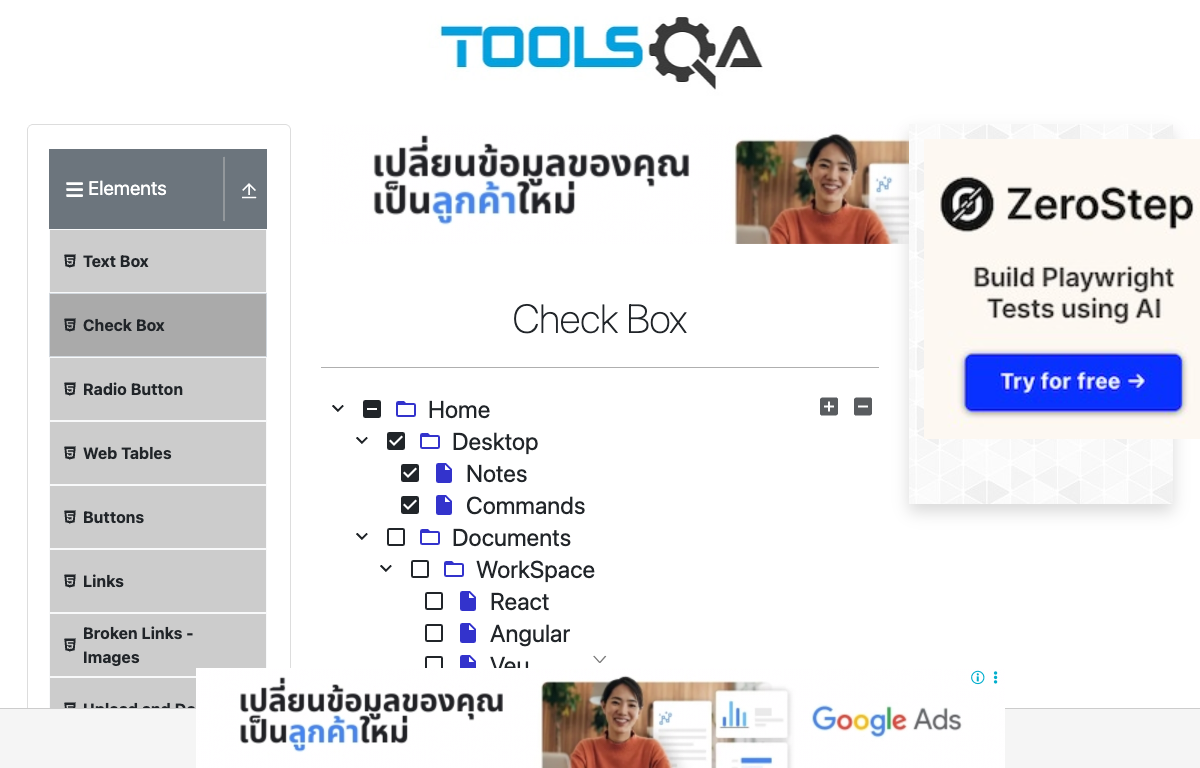 TOOLSQA
Elements
Text Box
Check Box
Radio Button
Web Tables
Buttons
Links
Broken Links -
Images
Upload and Do
เปลี่ยนข้อมูลของคุณ
เป็นลูกค้าใหม่
Check Box
Home
Desktop
Notes
Commands
Documents
WorkSpace
React
Angular
Veu
ZeroStep
Build Playwright
Tests using AI
Try for free →
เปลี่ยนข้อมูลของคุณ
เป็นลูกค้าใหม่
Google Ads